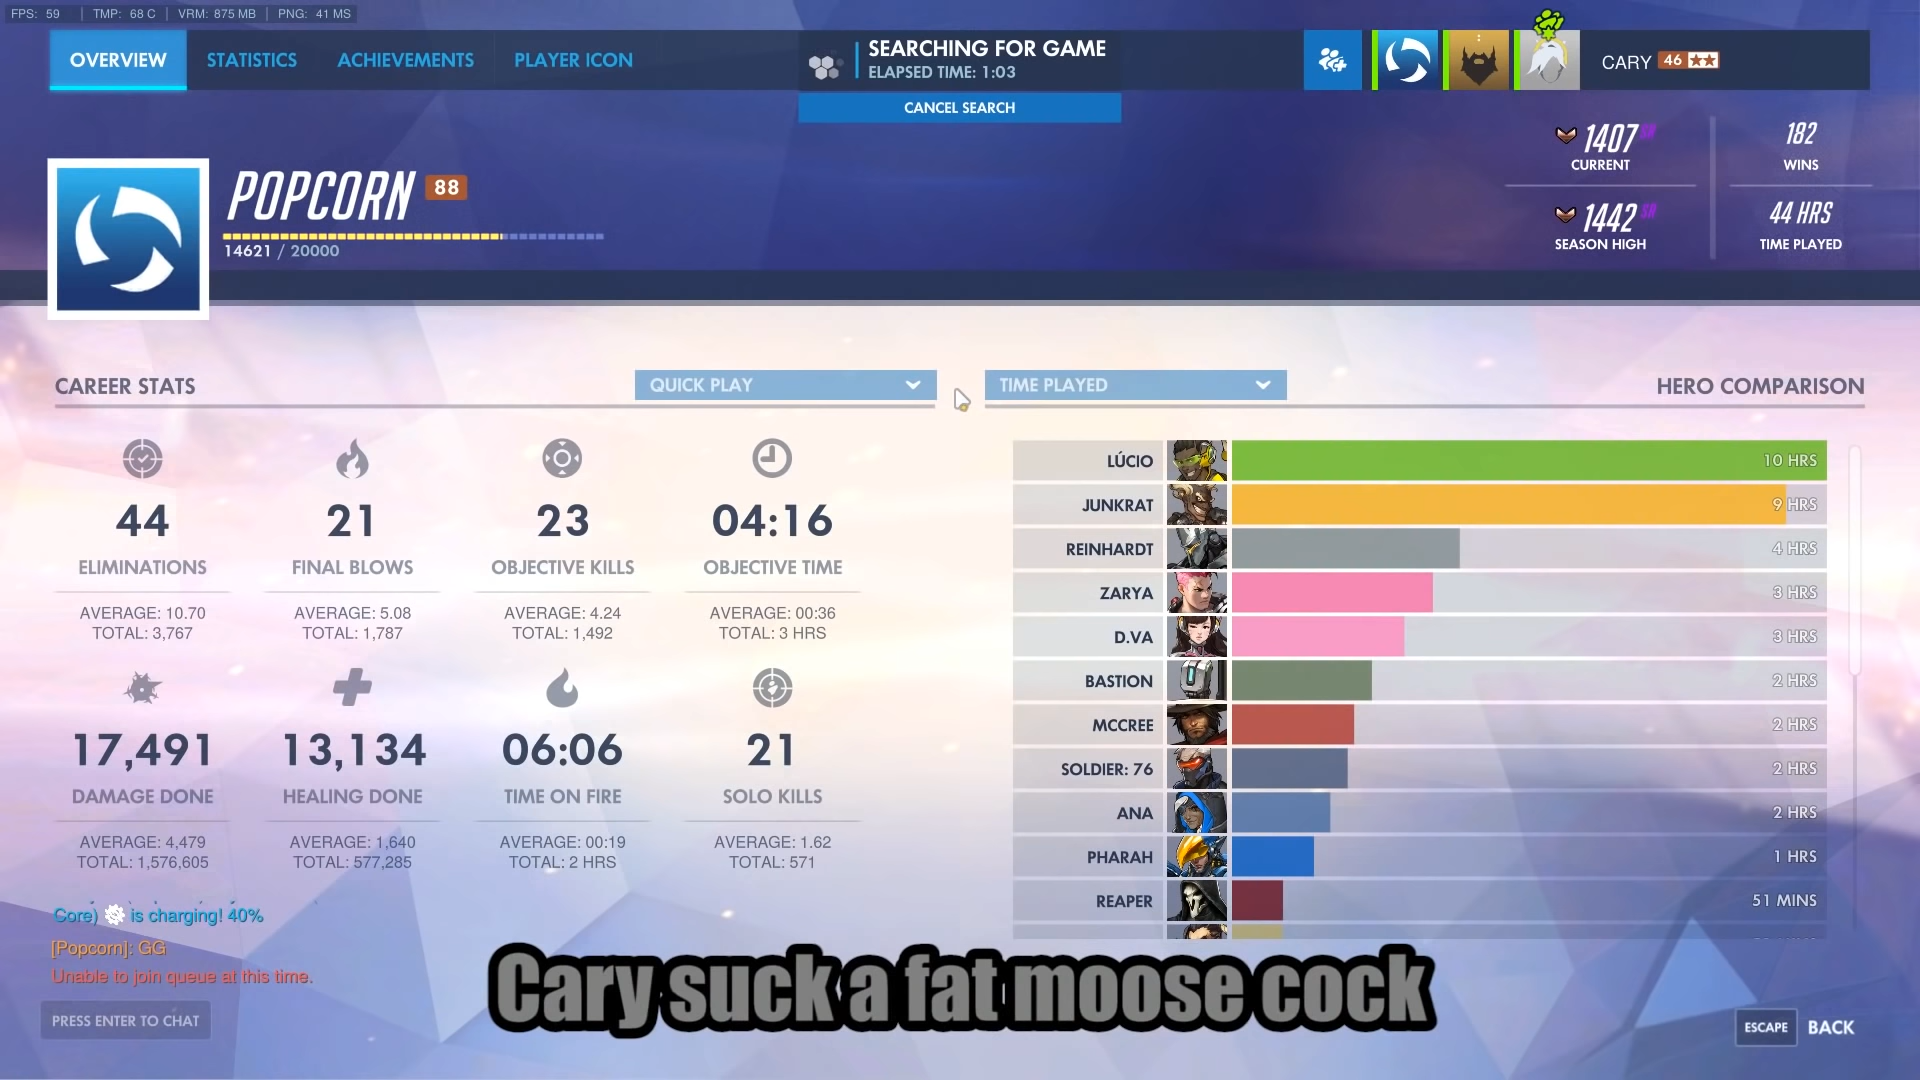 FPS: 59 | TMP: 68 C | VRM: 875 MB | PNG: 41 MS
OVERVIEW
STATISTICS
ACHIEVEMENTS
PLAYER ICON
SEARCHING FOR GAME
ELAPSED TIME: 1:03
CANCEL SEARCH
CARY 46
POPCORN 88
14621 / 20000
1407 SR
CURRENT
182
WINS
1442 SR
SEASON HIGH
44 HRS
TIME PLAYED
CAREER STATS
QUICK PLAY
TIME PLAYED
HERO COMPARISON
44
ELIMINATIONS
AVERAGE: 10.70
TOTAL: 3,767
21
FINAL BLOWS
AVERAGE: 5.08
TOTAL: 1,787
23
OBJECTIVE KILLS
AVERAGE: 4.24
TOTAL: 1,492
04:16
OBJECTIVE TIME
AVERAGE: 00:36
TOTAL: 3 HRS
17,491
DAMAGE DONE
AVERAGE: 4,479
TOTAL: 1,576,605
13,134
HEALING DONE
AVERAGE: 1,640
TOTAL: 577,285
06:06
TIME ON FIRE
AVERAGE: 00:19
TOTAL: 2 HRS
21
SOLO KILLS
AVERAGE: 1.62
TOTAL: 571
LÚCIO 10 HRS
JUNKRAT 9 HRS
REINHARDT 4 HRS
ZARYA 3 HRS
D.VA 3 HRS
BASTION 2 HRS
MCCREE 2 HRS
SOLDIER: 76 2 HRS
ANA 2 HRS
PHARAH 1 HRS
REAPER 51 MINS
Core) is charging! 40%
[Popcorn]: GG
Unable to join queue at this time.
PRESS ENTER TO CHAT
Cary suck a fat moose cock
ESCAPE BACK